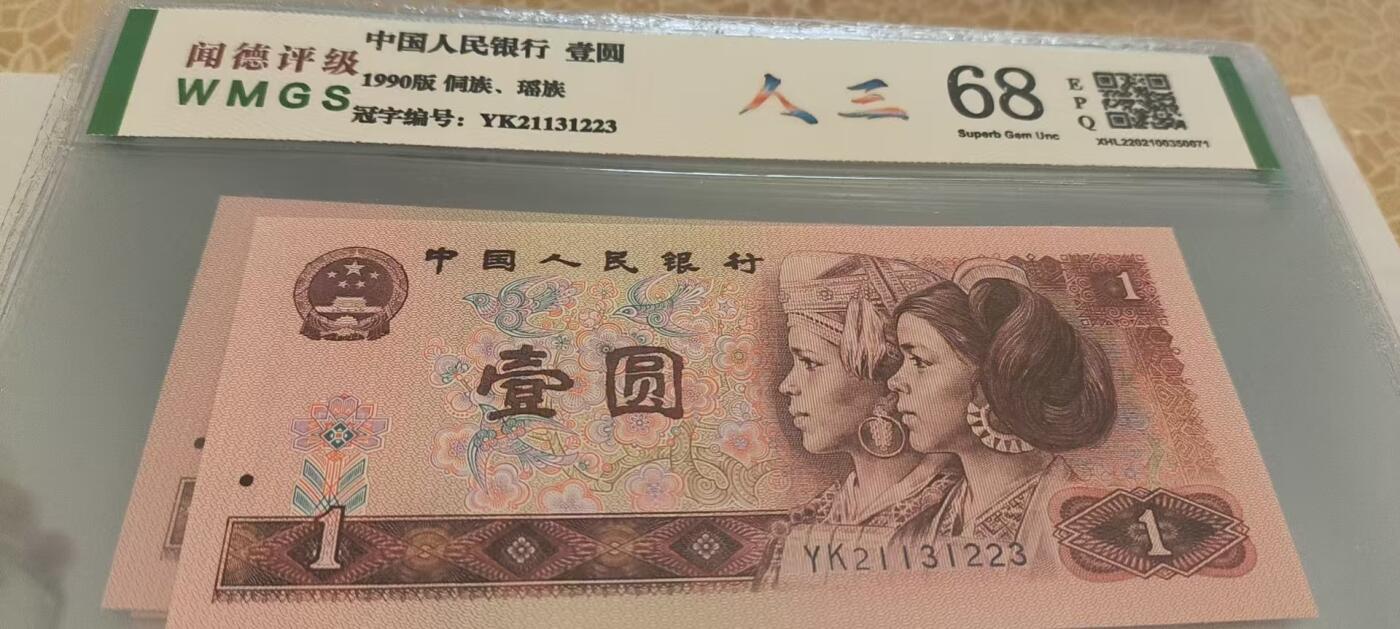 闻德评级
WMGS
中国人民银行 壹圆
1990版 侗族、瑶族
冠字编号：YK21131223
人三
68
Superb Gem Unc
EPQ
XHL2202100350071
中国人民银行
1
壹圆
1
YK21131223
1